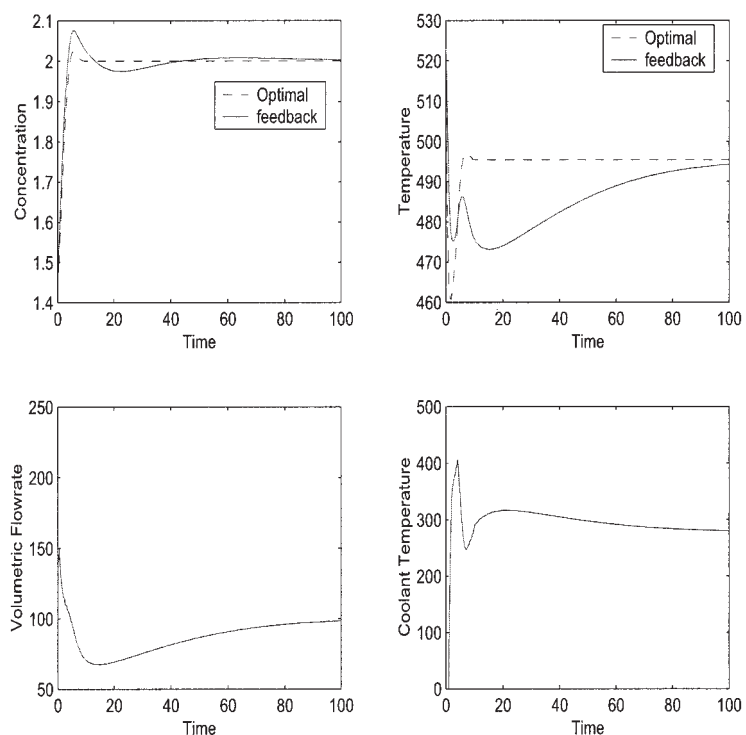 2.1
2
1.9
1.8
1.7
1.6
1.5
1.4
Concentration
Optimal
feedback
0 20 40 60 80 100
Time
530
520
510
500
490
480
470
460
Temperature
Optimal
feedback
0 20 40 60 80 100
Time
250
200
150
100
50
Volumetric Flowrate
0 20 40 60 80 100
Time
500
400
300
200
100
0
Coolant Temperature
0 20 40 60 80 100
Time